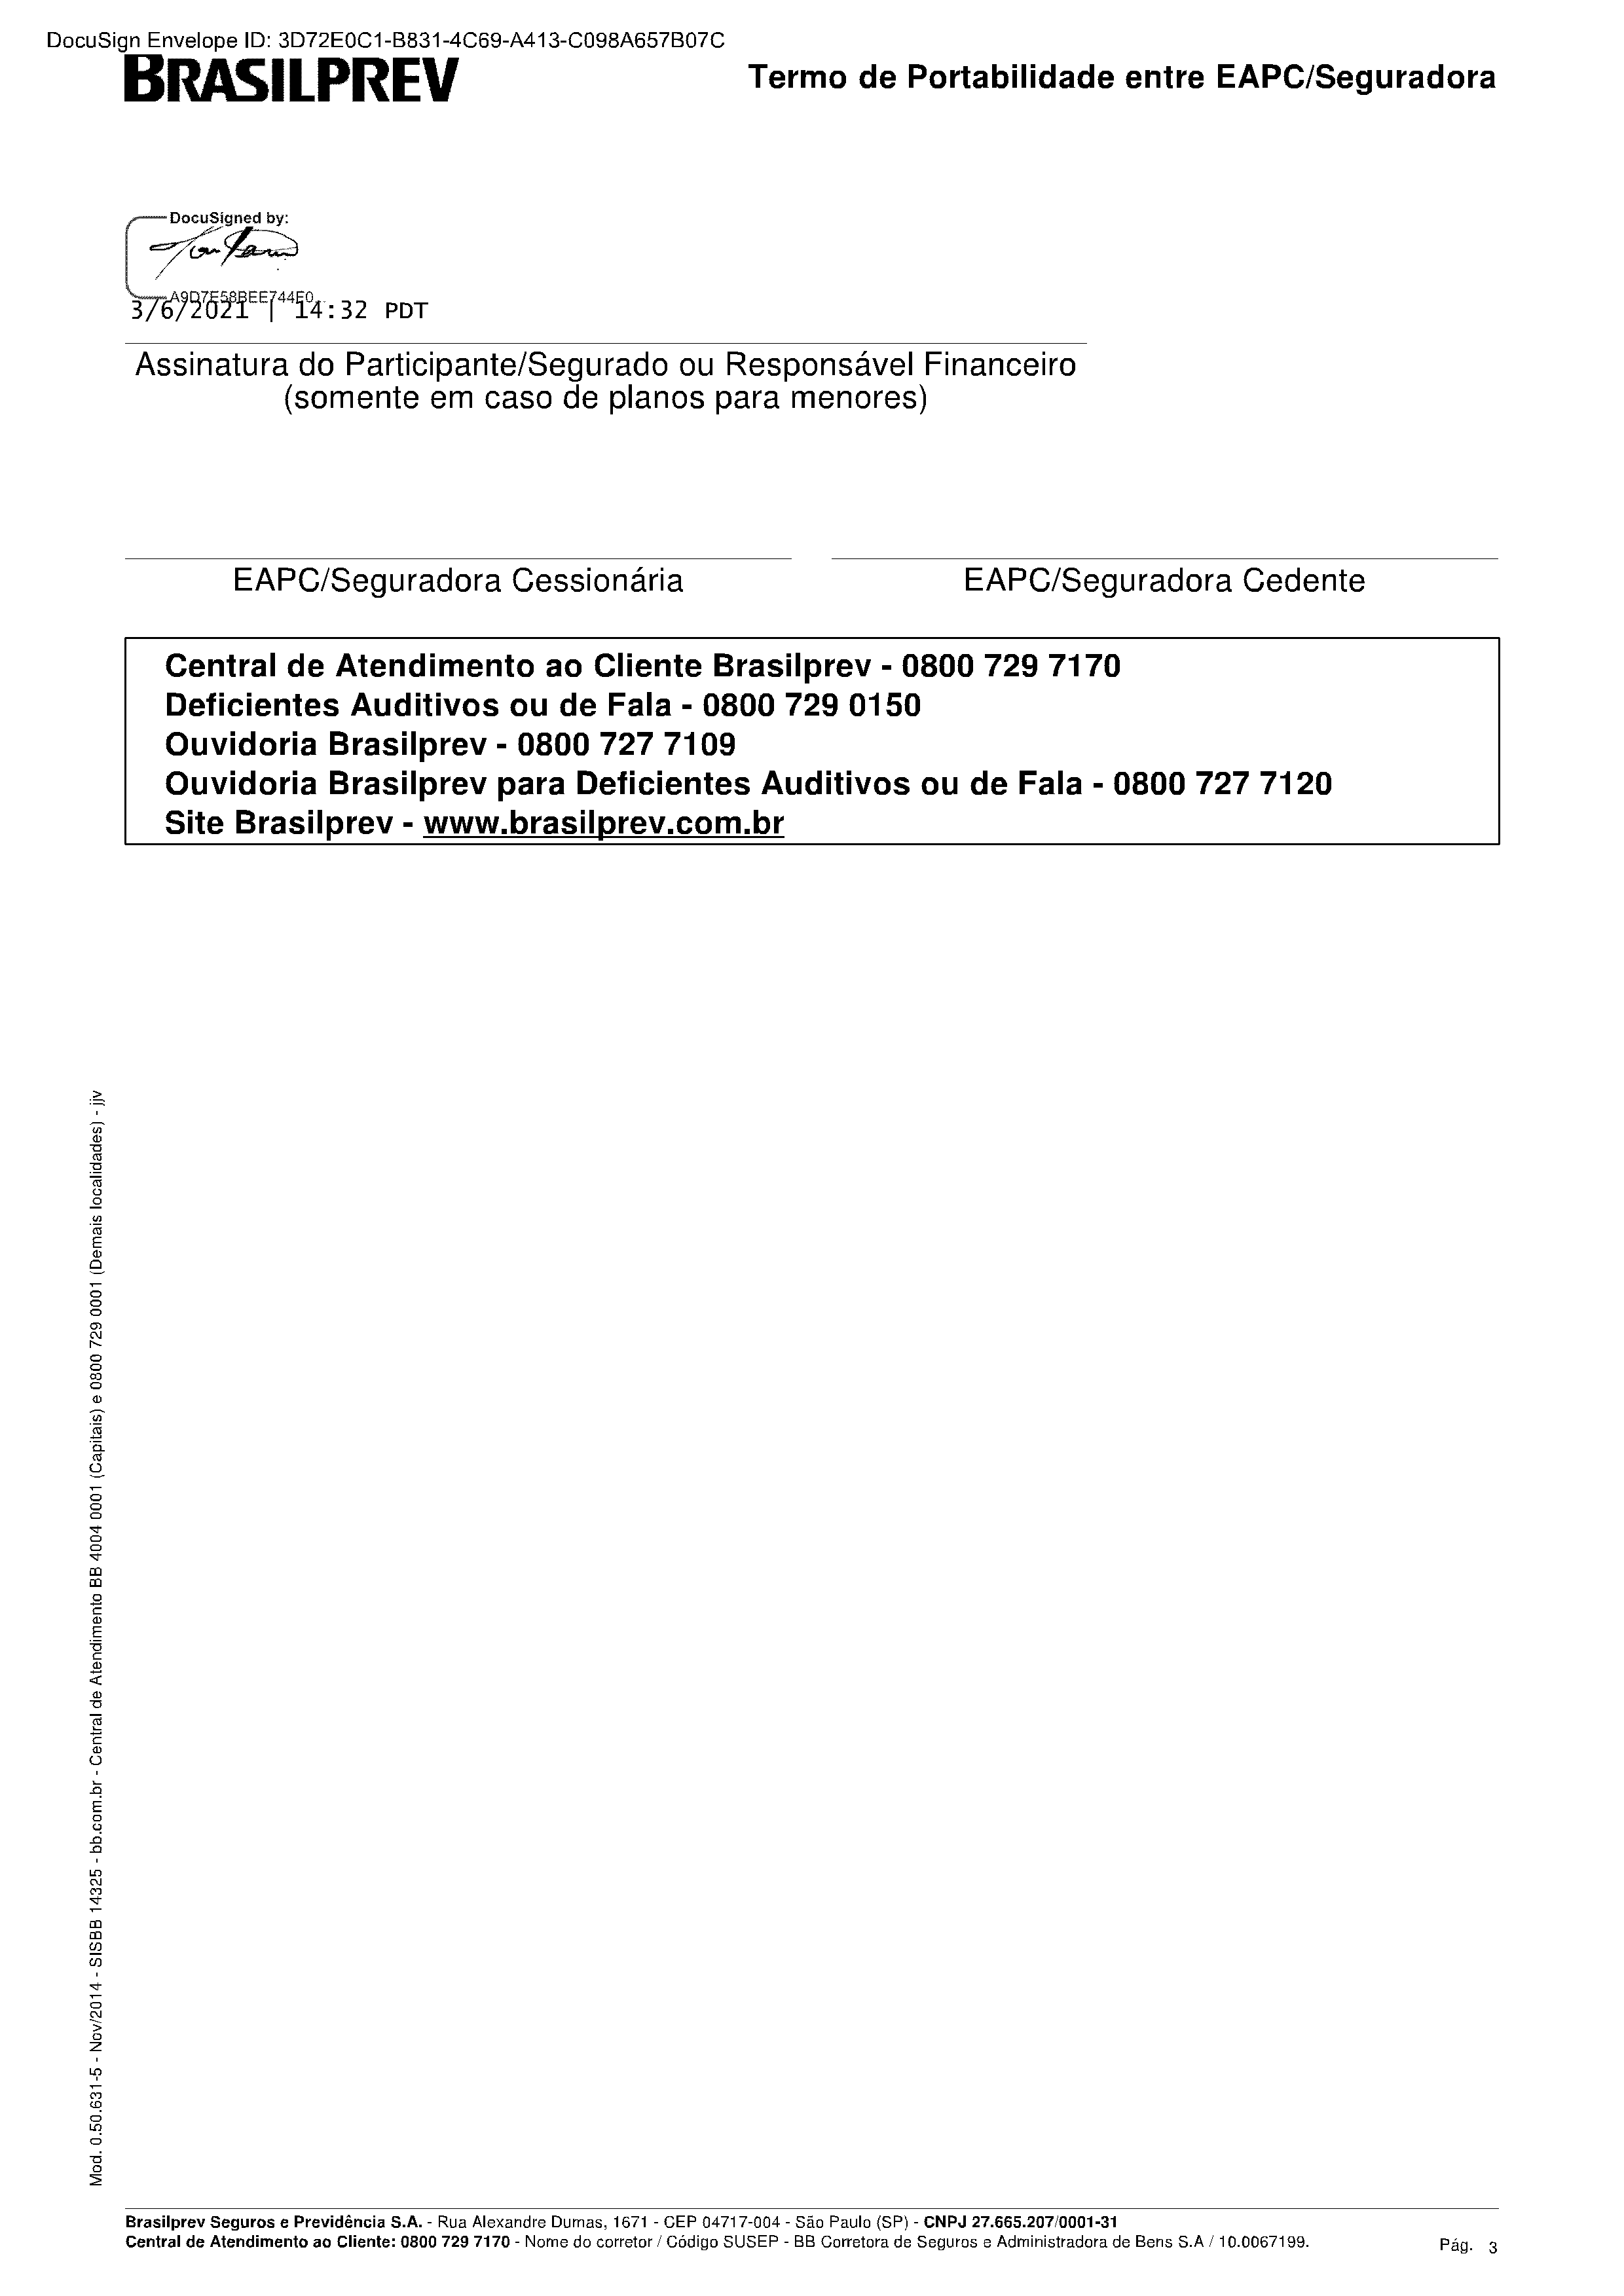 DocuSign Envelope ID: 3D72E0C1-B831-4C69-A413-C098A657B07C
BRASILPREV
Termo de Portabilidade entre EAPC/Seguradora
DocuSigned by:
A9D7E58BEE744F0...
3/6/2021 | 14:32 PDT
Assinatura do Participante/Segurado ou Responsável Financeiro
(somente em caso de planos para menores)
EAPC/Seguradora Cessionária
EAPC/Seguradora Cedente
Central de Atendimento ao Cliente Brasilprev - 0800 729 7170
Deficientes Auditivos ou de Fala - 0800 729 0150
Ouvidoria Brasilprev - 0800 727 7109
Ouvidoria Brasilprev para Deficientes Auditivos ou de Fala - 0800 727 7120
Site Brasilprev - www.brasilprev.com.br
Mod. 0.50.631-5 - Nov/2014 - SISBB 14325 - bb.com.br - Central de Atendimento BB 4004 0001 (Capitais) e 0800 729 0001 (Demais localidades) - jjv
Brasilprev Seguros e Previdência S.A. - Rua Alexandre Dumas, 1671 - CEP 04717-004 - São Paulo (SP) - CNPJ 27.665.207/0001-31
Central de Atendimento ao Cliente: 0800 729 7170 - Nome do corretor / Código SUSEP - BB Corretora de Seguros e Administradora de Bens S.A / 10.0067199.
Pág. 3